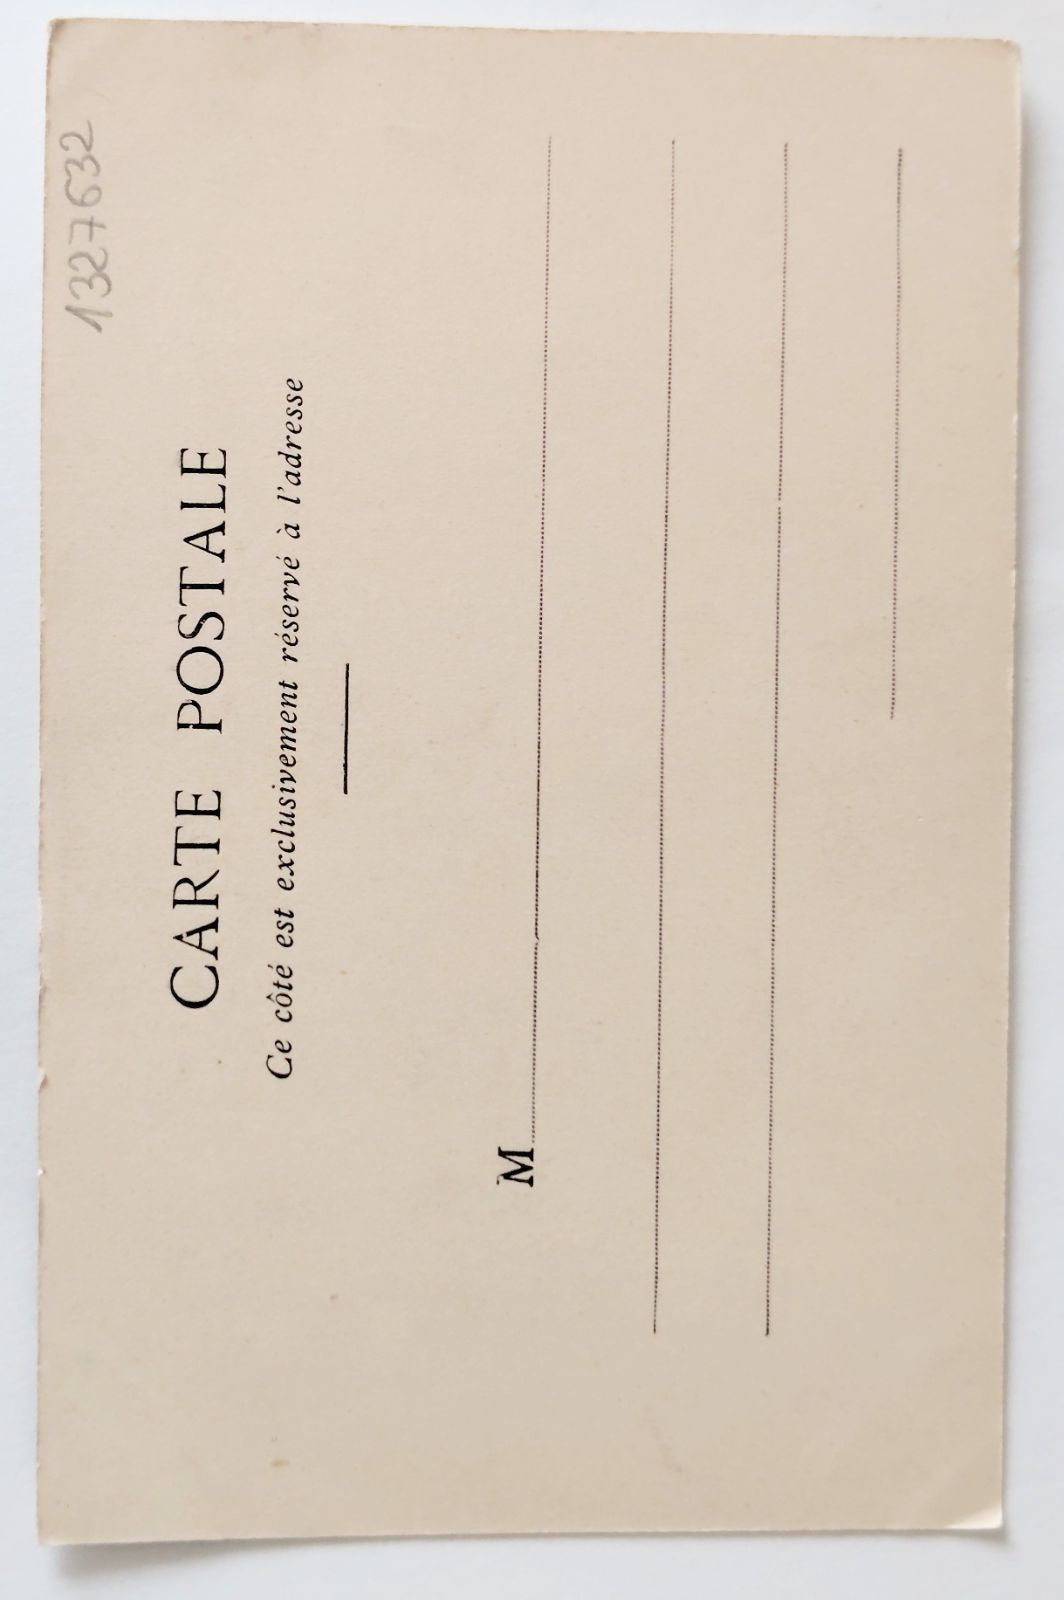 1327632
CARTE POSTALE
Ce côté est exclusivement réservé à l'adresse
M